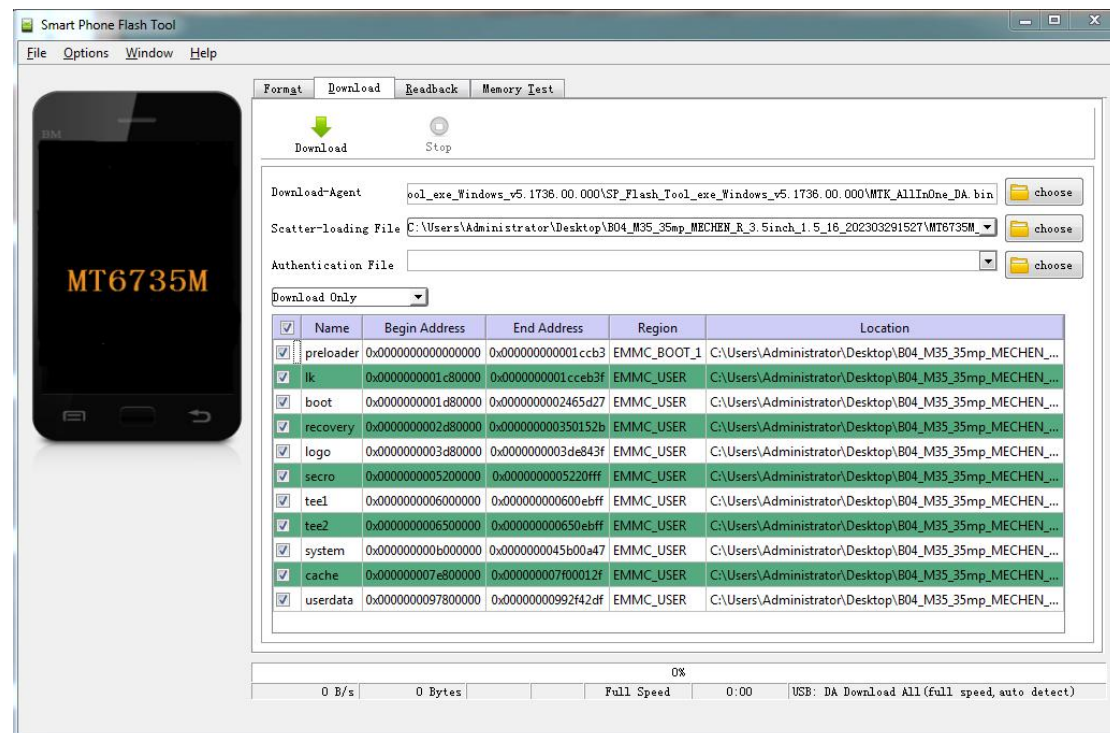 Smart Phone Flash Tool
File Options Window Help
Format Download Readback Memory Test
BM
Download Stop
Download-Agent ool_exe_Windows_v5.1736.00.000\SP_Flash_Tool_exe_Windows_v5.1736.00.000\MTK_AllInOne_DA.bin choose
Scatter-loading File C:\Users\Administrator\Desktop\B04_M35_35mp_MECHEN_R_3.5inch_1.5_16_202303291527\MT6735M_ choose
Authentication File choose
MT6735M
Download Only
Name Begin Address End Address Region Location
preloader 0x0000000000000000 0x000000000001ccb3 EMMC_BOOT_1 C:\Users\Administrator\Desktop\B04_M35_35mp_MECHEN_...
lk 0x0000000001c80000 0x0000000001cceb3f EMMC_USER C:\Users\Administrator\Desktop\B04_M35_35mp_MECHEN_...
boot 0x0000000001d80000 0x0000000002465d27 EMMC_USER C:\Users\Administrator\Desktop\B04_M35_35mp_MECHEN_...
recovery 0x0000000002d80000 0x000000000350152b EMMC_USER C:\Users\Administrator\Desktop\B04_M35_35mp_MECHEN_...
logo 0x0000000003d80000 0x0000000003de843f EMMC_USER C:\Users\Administrator\Desktop\B04_M35_35mp_MECHEN_...
secro 0x0000000005200000 0x0000000005220fff EMMC_USER C:\Users\Administrator\Desktop\B04_M35_35mp_MECHEN_...
tee1 0x0000000006000000 0x000000000600ebff EMMC_USER C:\Users\Administrator\Desktop\B04_M35_35mp_MECHEN_...
tee2 0x0000000006500000 0x000000000650ebff EMMC_USER C:\Users\Administrator\Desktop\B04_M35_35mp_MECHEN_...
system 0x000000000b000000 0x0000000045b00a47 EMMC_USER C:\Users\Administrator\Desktop\B04_M35_35mp_MECHEN_...
cache 0x000000007e800000 0x000000007f00012f EMMC_USER C:\Users\Administrator\Desktop\B04_M35_35mp_MECHEN_...
userdata 0x0000000097800000 0x00000000992f42df EMMC_USER C:\Users\Administrator\Desktop\B04_M35_35mp_MECHEN_...
0%
0 B/s 0 Bytes Full Speed 0:00 USB: DA Download All(full speed,auto detect)